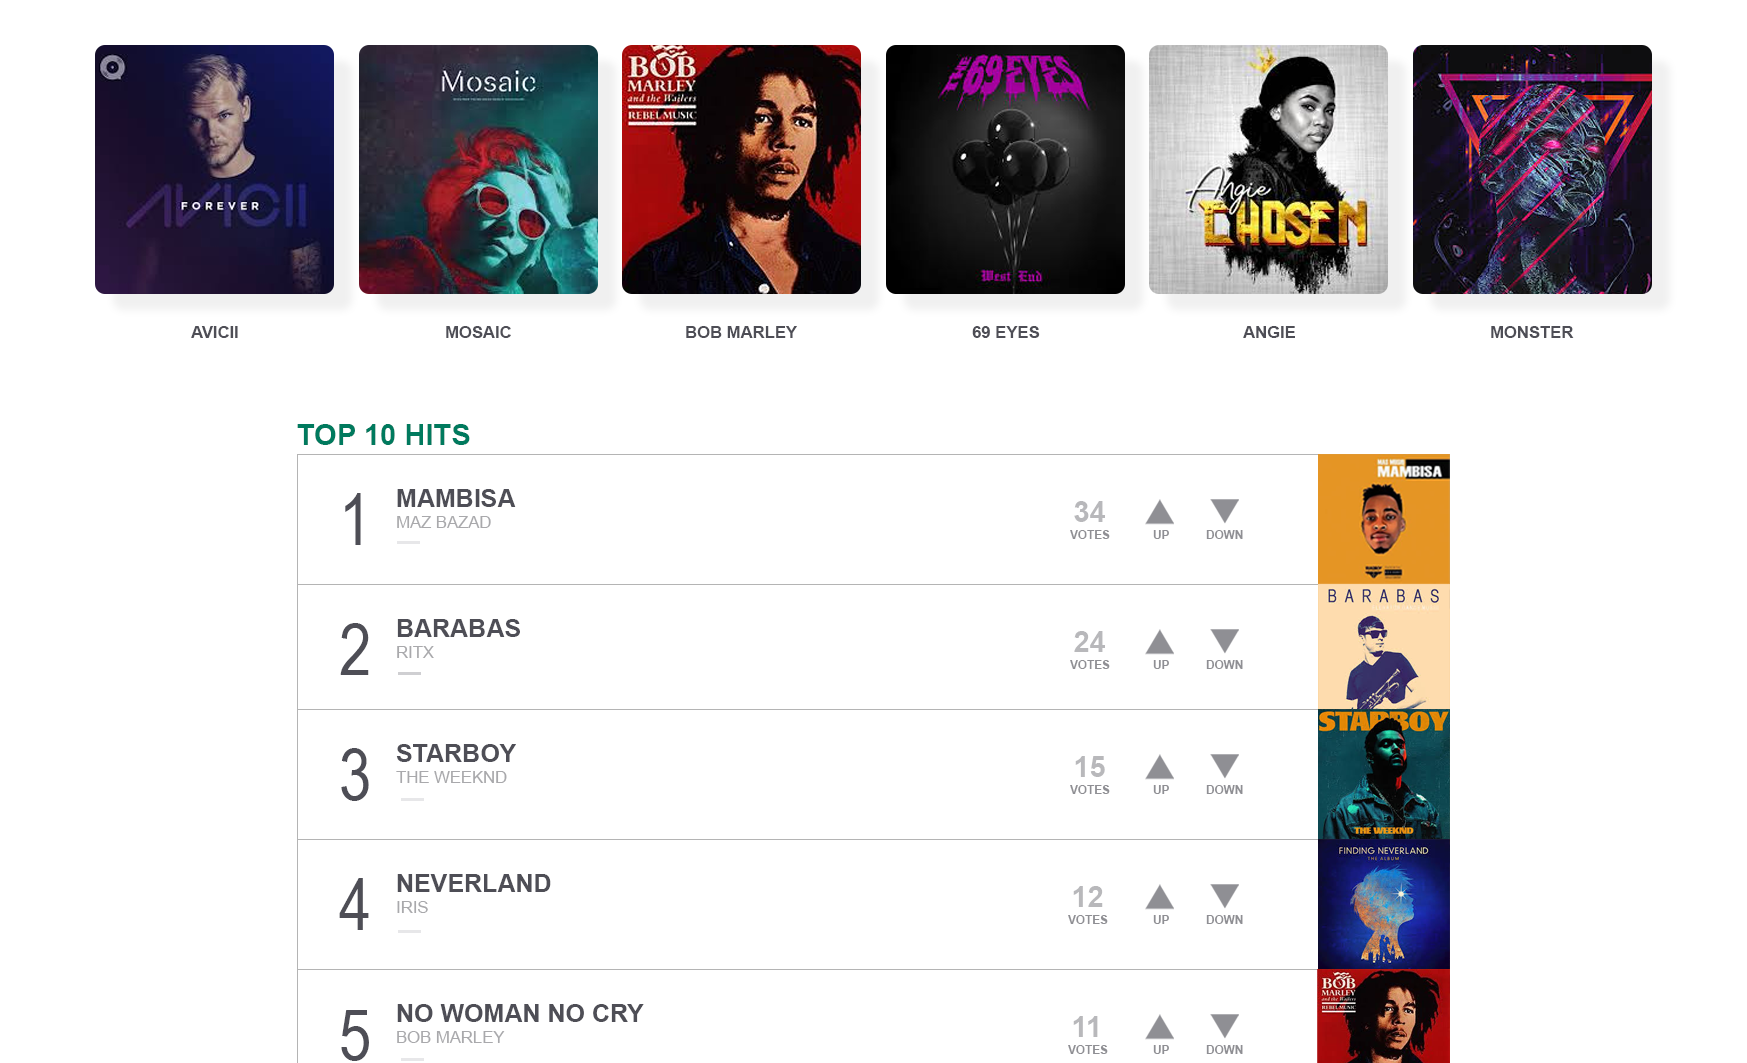 AVICII
FOREVER
Mosaic
BOB
MARLEY
and the Wailers
REBEL MUSIC
THE 69 EYES
West End
Angie
CHOSEN
AVICII
MOSAIC
BOB MARLEY
69 EYES
ANGIE
MONSTER
TOP 10 HITS
1
MAMBISA
MAZ BAZAD
34
VOTES
UP
DOWN
MAMBISA
2
BARABAS
RITX
24
VOTES
UP
DOWN
BARABAS
3
STARBOY
THE WEEKND
15
VOTES
UP
DOWN
STARBOY
THE WEEKND
4
NEVERLAND
IRIS
12
VOTES
UP
DOWN
FINDING NEVERLAND
THE ALBUM
5
NO WOMAN NO CRY
BOB MARLEY
11
VOTES
UP
DOWN
BOB
MARLEY
and the Wailers
REBEL MUSIC